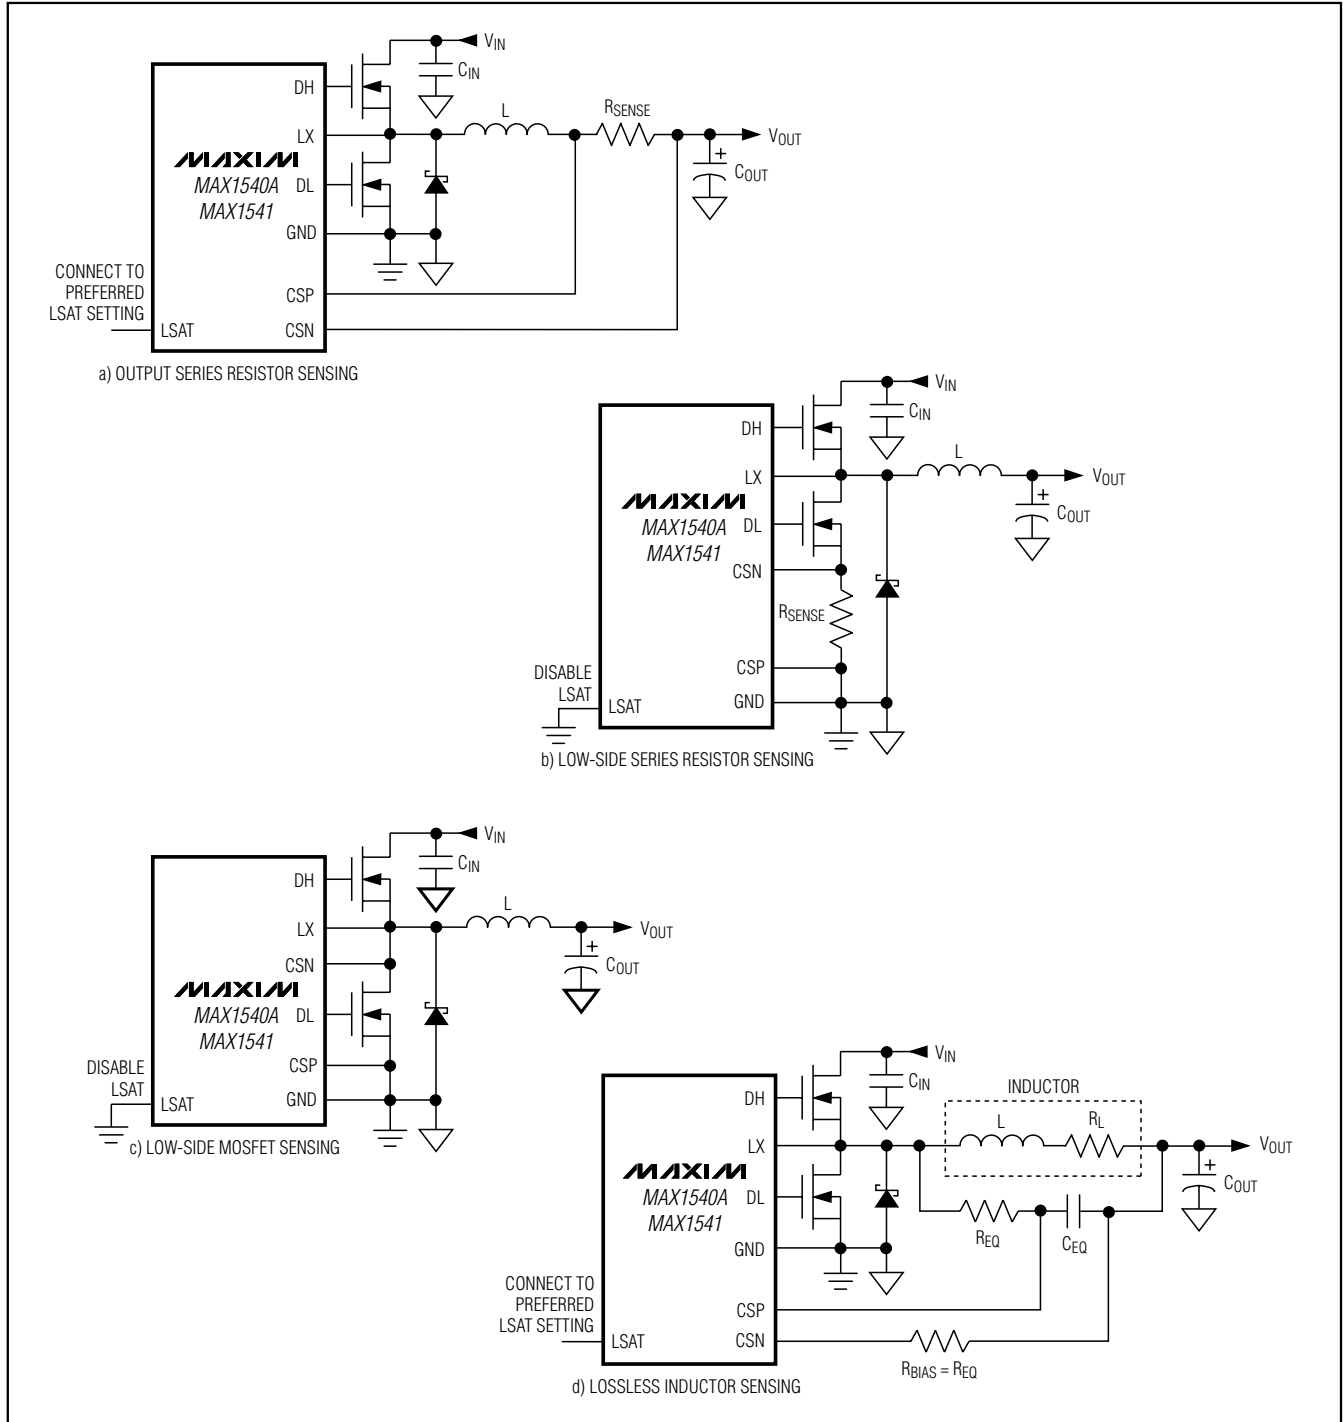 VIN
CIN
DH
L
RSENSE
LX
VOUT
+
COUT
MAXIM
MAX1540A
MAX1541
DL
GND
CONNECT TO
PREFERRED
LSAT SETTING
CSP
LSAT
CSN
a) OUTPUT SERIES RESISTOR SENSING
VIN
CIN
DH
L
LX
VOUT
+
COUT
MAXIM
MAX1540A
MAX1541
DL
CSN
RSENSE
DISABLE
LSAT
CSP
LSAT
GND
b) LOW-SIDE SERIES RESISTOR SENSING
VIN
CIN
DH
L
LX
VOUT
CSN
+
COUT
MAXIM
MAX1540A
MAX1541
DL
CSP
DISABLE
LSAT
LSAT
GND
c) LOW-SIDE MOSFET SENSING
VIN
CIN
DH
INDUCTOR
L
RL
LX
VOUT
+
COUT
MAXIM
MAX1540A
MAX1541
DL
REQ
CEQ
GND
CONNECT TO
PREFERRED
LSAT SETTING
CSP
LSAT
CSN
RBIAS = REQ
d) LOSSLESS INDUCTOR SENSING